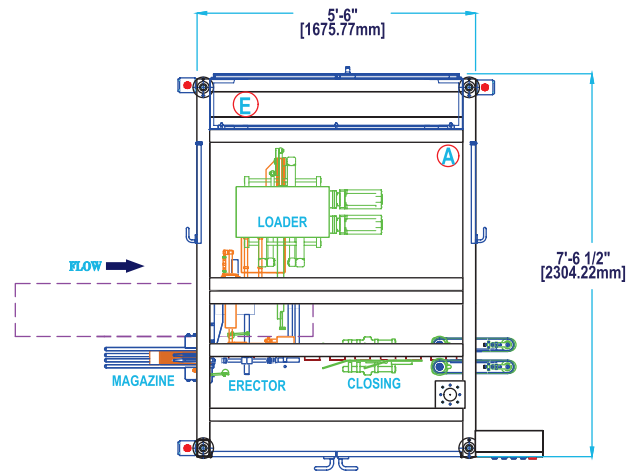 5'-6"
[1675.77mm]
E
A
LOADER
7'-6 1/2"
[2304.22mm]
FLOW
MAGAZINE
ERECTOR
CLOSING